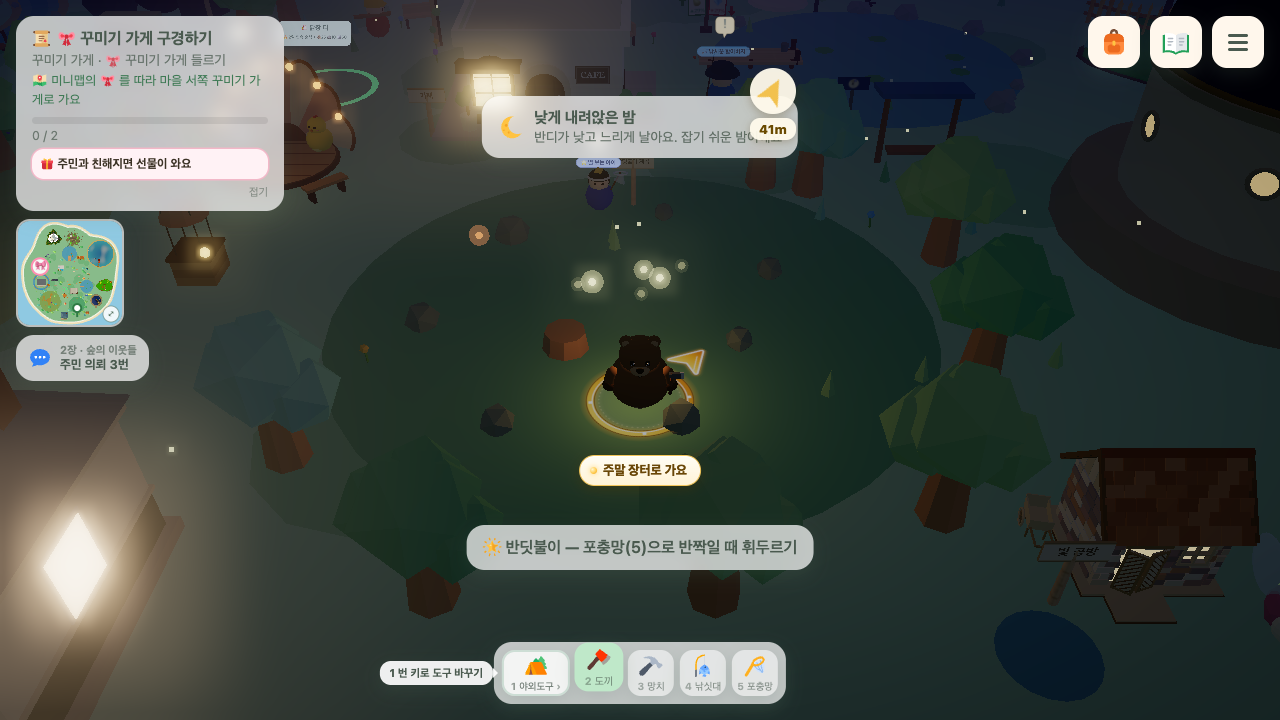 꾸미기 가게 구경하기
꾸미기 가게 · 꾸미기 가게 들르기
미니맵의 를 따라 마을 서쪽 꾸미기 가
게로 가요
0 / 2
주민과 친해지면 선물이 와요
접기
2장 · 숲의 이웃들
주민 의뢰 3번
CAFE
낮게 내려앉은 밤
반디가 낮고 느리게 날아요. 잡기 쉬운 밤
41m
주말 장터로 가요
반딧불이 — 포충망(5)으로 반짝일 때 휘두르기
빛 공방
1 번 키로 도구 바꾸기
1 야외도구 ›
2 도끼
3 망치
4 낚싯대
5 포충망